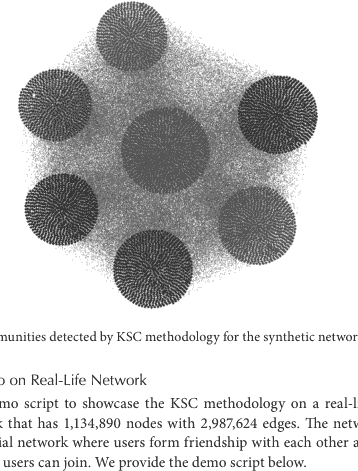 munities detected by KSC methodology for the synthetic networ
o on Real-Life Network
mo script to showcase the KSC methodology on a real-li
k that has 1,134,890 nodes with 2,987,624 edges. The netw
ial network where users form friendship with each other a
users can join. We provide the demo script below.